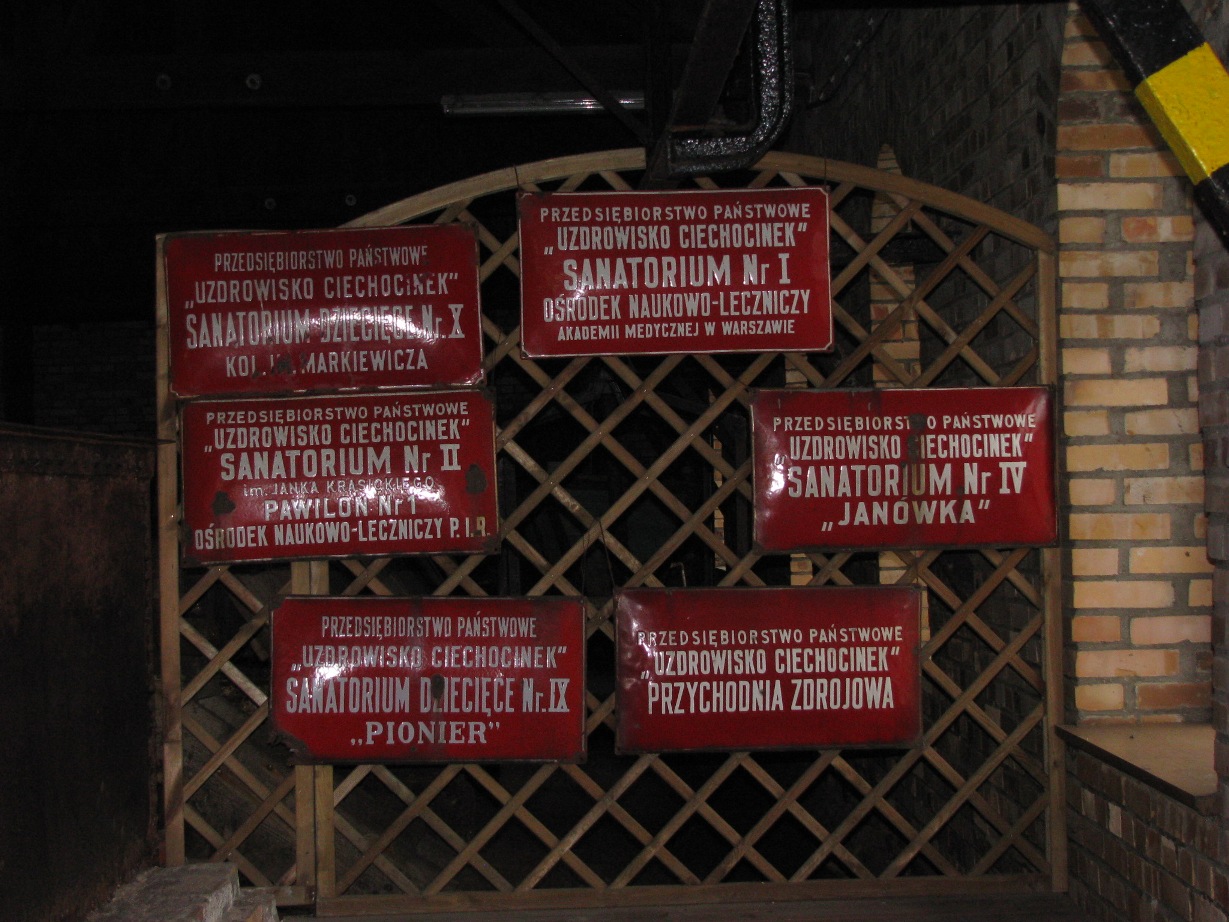 PRZEDSIĘBIORSTWO PAŃSTWOWE
„UZDROWISKO CIECHOCINEK"
SANATORIUM DZIECIĘCE Nr. X
KOL. MARKIEWICZA
PRZEDSIĘBIORSTWO PAŃSTWOWE
„UZDROWISKO CIECHOCINEK"
SANATORIUM Nr I
OŚRODEK NAUKOWO-LECZNICZY
AKADEMII MEDYCZNEJ W WARSZAWIE
PRZEDSIĘBIORSTWO PAŃSTWOWE
„UZDROWISKO CIECHOCINEK"
SANATORIUM Nr II
im. JANKA KRASICKIEGO
PAWILON Nr 1
OŚRODEK NAUKOWO-LECZNICZY P. I. R.
PRZEDSIĘBIORSTWO PAŃSTWOWE
„UZDROWISKO CIECHOCINEK"
SANATORIUM Nr IV
„JANÓWKA"
PRZEDSIĘBIORSTWO PAŃSTWOWE
„UZDROWISKO CIECHOCINEK"
SANATORIUM DZIECIĘCE Nr. IX
„PIONIER"
PRZEDSIĘBIORSTWO PAŃSTWOWE
„UZDROWISKO CIECHOCINEK"
PRZYCHODNIA ZDROJOWA